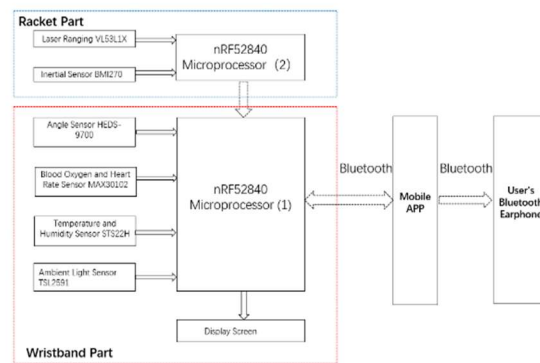 Racket Part
Laser Ranging VL53L1X
Inertial Sensor BMI270
nRF52840
Microprocessor (2)
Angle Sensor HEDS-
9700
Blood Oxygen and Heart
Rate Sensor MAX30102
Temperature and
Humidity Sensor STS22H
Ambient Light Sensor
TSL2591
nRF52840
Microprocessor (1)
Display Screen
Wristband Part
Bluetooth
Mobile
APP
Bluetooth
User's
Bluetooth
Earphone